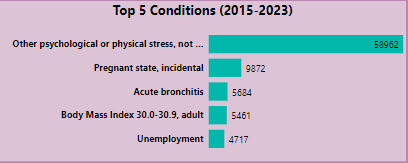 Top 5 Conditions (2015-2023)
Other psychological or physical stress, not ... 58962
Pregnant state, incidental 9872
Acute bronchitis 5684
Body Mass Index 30.0-30.9, adult 5461
Unemployment 4717